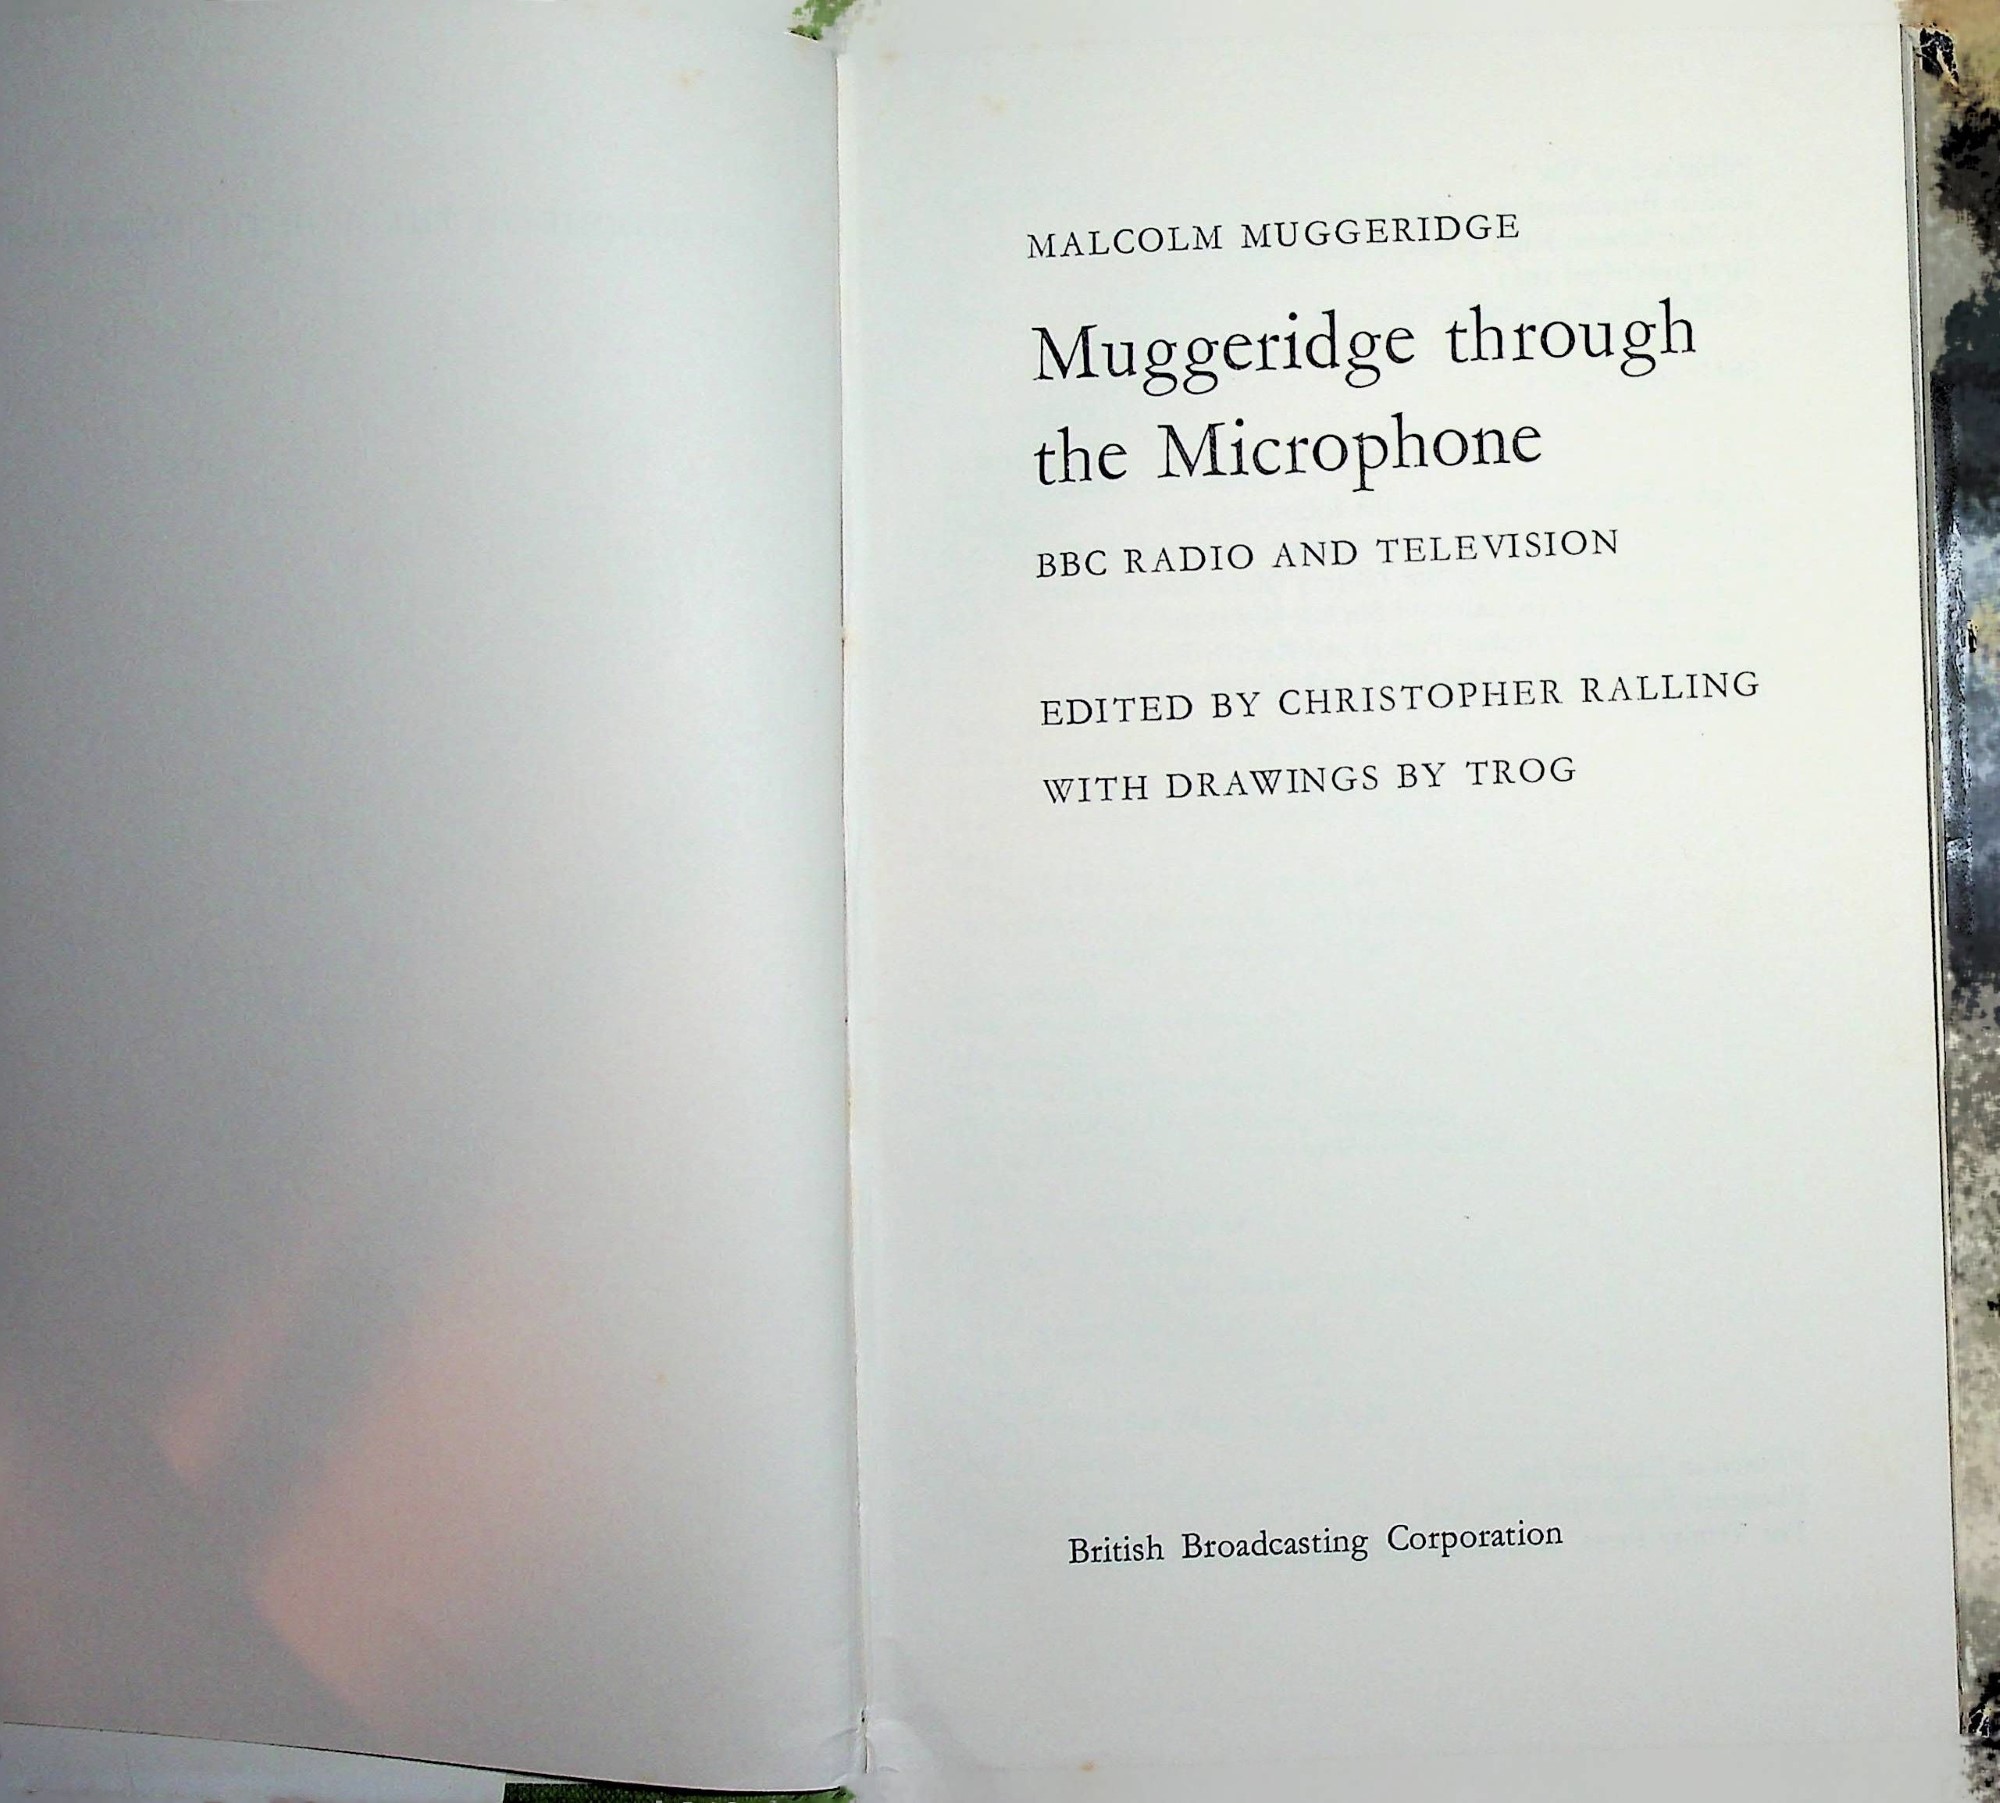 MALCOLM MUGGERIDGE
Muggeridge through
the Microphone
BBC RADIO AND TELEVISION
EDITED BY CHRISTOPHER RALLING
WITH DRAWINGS BY TROG
British Broadcasting Corporation